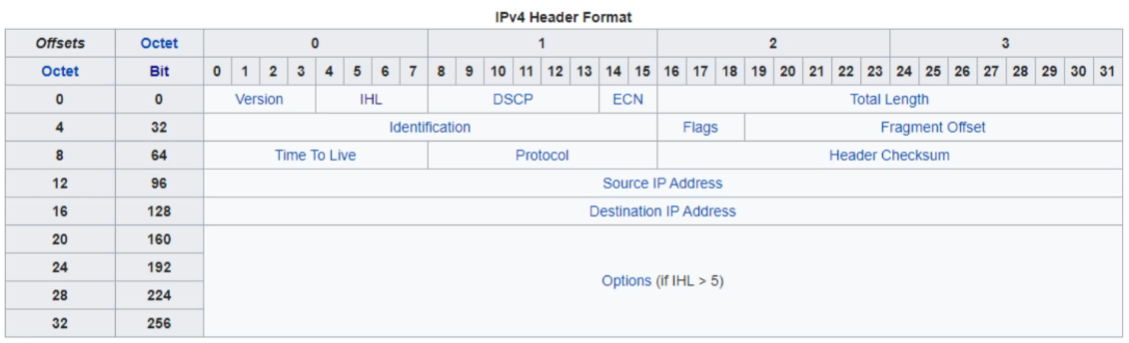 IPv4 Header Format
Offsets Octet 0 1 2 3
Octet Bit 0 1 2 3 4 5 6 7 8 9 10 11 12 13 14 15 16 17 18 19 20 21 22 23 24 25 26 27 28 29 30 31
0 0 Version IHL DSCP ECN Total Length
4 32 Identification Flags Fragment Offset
8 64 Time To Live Protocol Header Checksum
12 96 Source IP Address
16 128 Destination IP Address
20 160
24 192
Options (if IHL > 5)
28 224
32 256